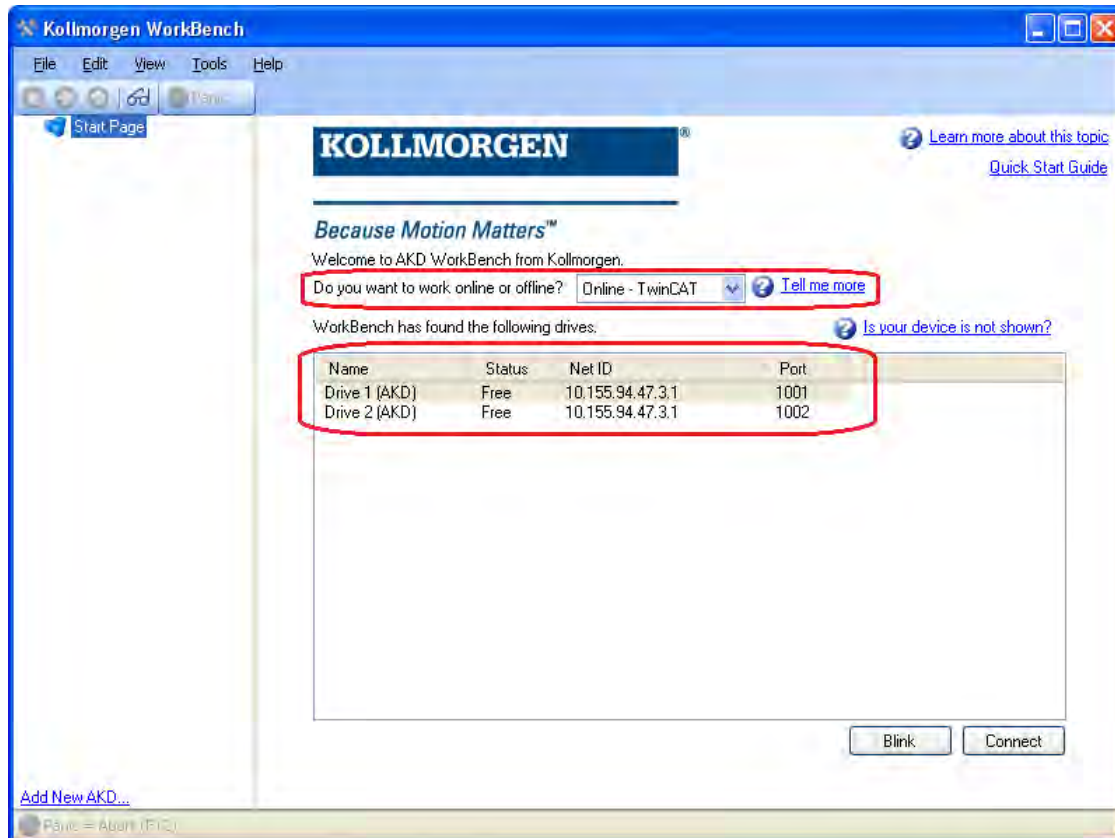 Kollmorgen WorkBench
File Edit View Tools Help
Panic
Start Page
KOLLMORGEN ®
Learn more about this topic
Quick Start Guide
Because Motion Matters™
Welcome to AKD WorkBench from Kollmorgen.
Do you want to work online or offline? Online - TwinCAT Tell me more
WorkBench has found the following drives. Is your device is not shown?
Name Status Net ID Port
Drive 1 (AKD) Free 10.155.94.47.3.1 1001
Drive 2 (AKD) Free 10.155.94.47.3.1 1002
Blink Connect
Add New AKD...
Panic = Abort (F12)